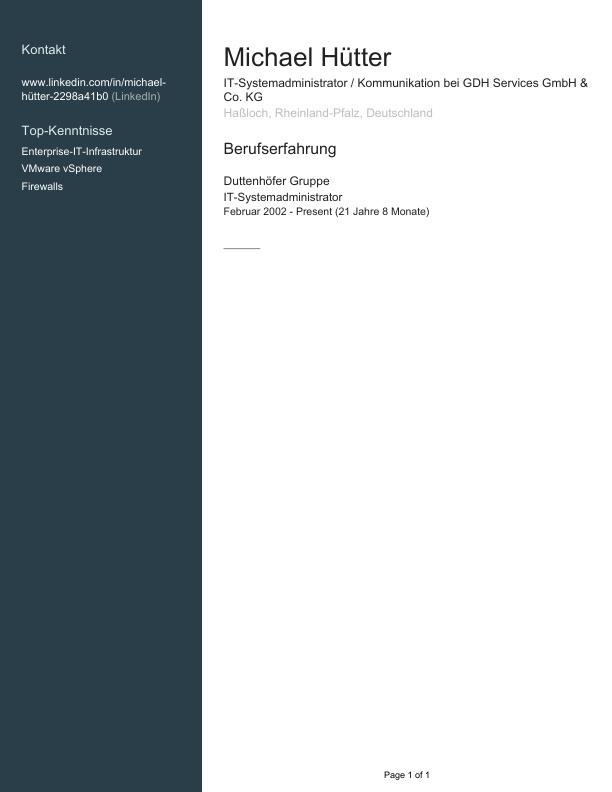 Kontakt
www.linkedin.com/in/michael-
hütter-2298a41b0 (LinkedIn)
Top-Kenntnisse
Enterprise-IT-Infrastruktur
VMware vSphere
Firewalls
Michael Hütter
IT-Systemadministrator / Kommunikation bei GDH Services GmbH &
Co. KG
Haßloch, Rheinland-Pfalz, Deutschland
Berufserfahrung
Duttenhöfer Gruppe
IT-Systemadministrator
Februar 2002 - Present (21 Jahre 8 Monate)
Page 1 of 1